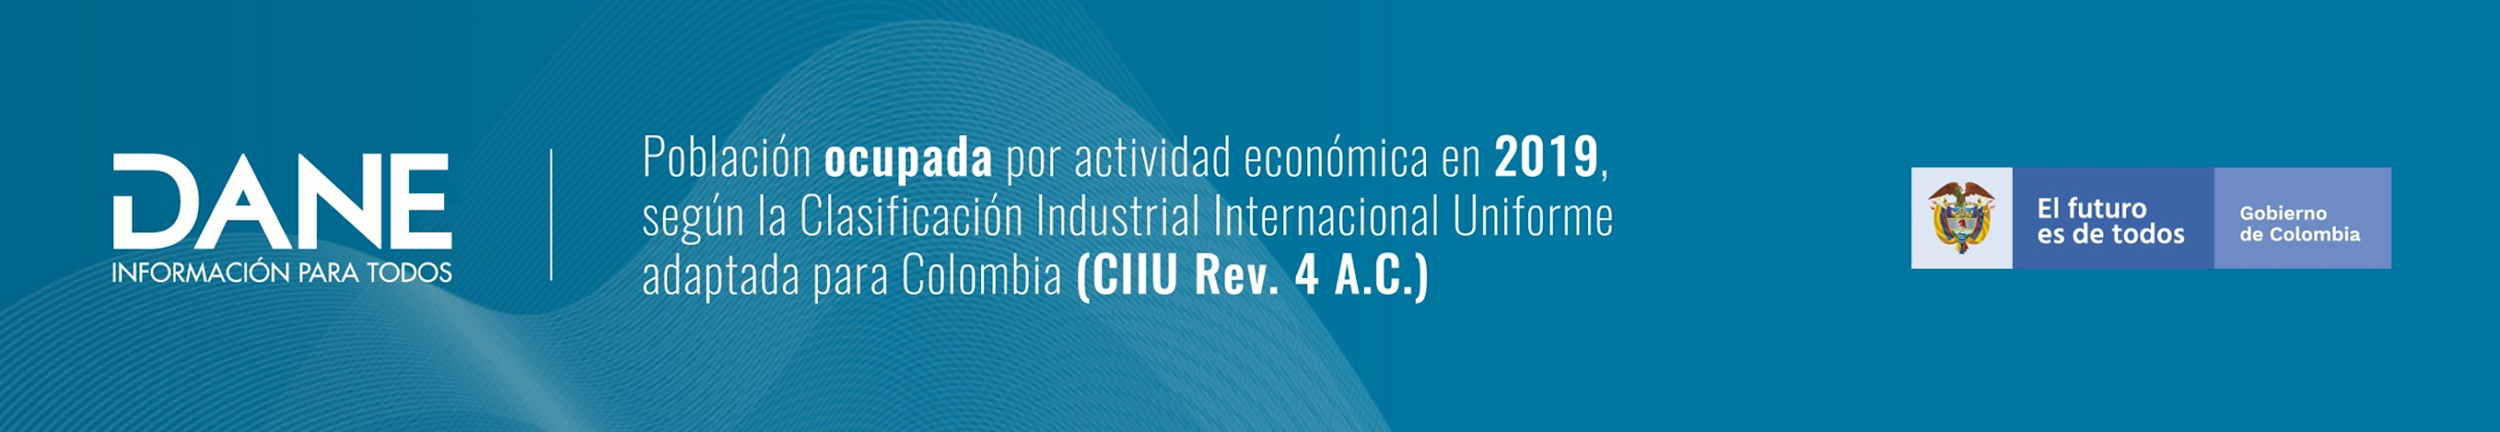 DANE
INFORMACIÓN PARA TODOS
Población ocupada por actividad económica en 2019,
según la Clasificación Industrial Internacional Uniforme
adaptada para Colombia (CIIU Rev. 4 A.C.)
El futuro
es de todos
Gobierno
de Colombia